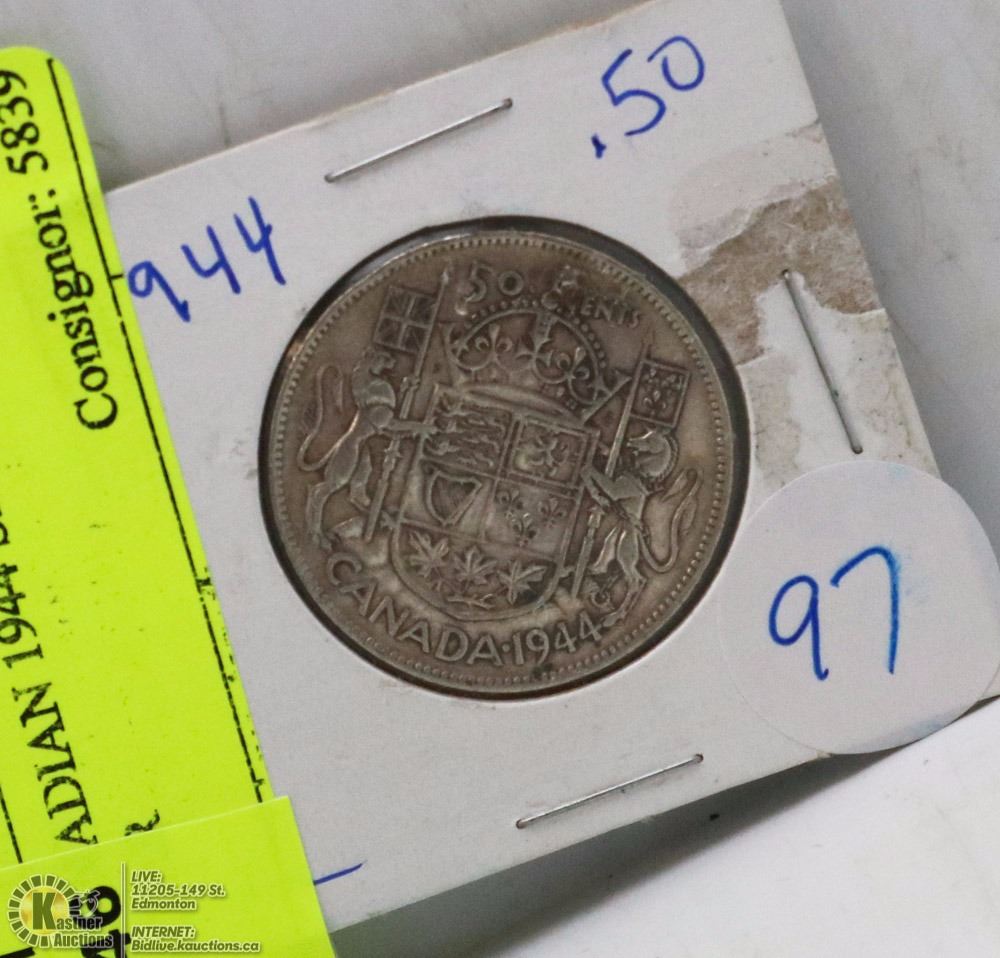 .50
944
50 CENTS
CANADA·1944
97
Consignor: 5839
ADIAN 1944
Kastner
Auctions
LIVE:
11205-149 St.
Edmonton
INTERNET:
Bidlive.kauctions.ca